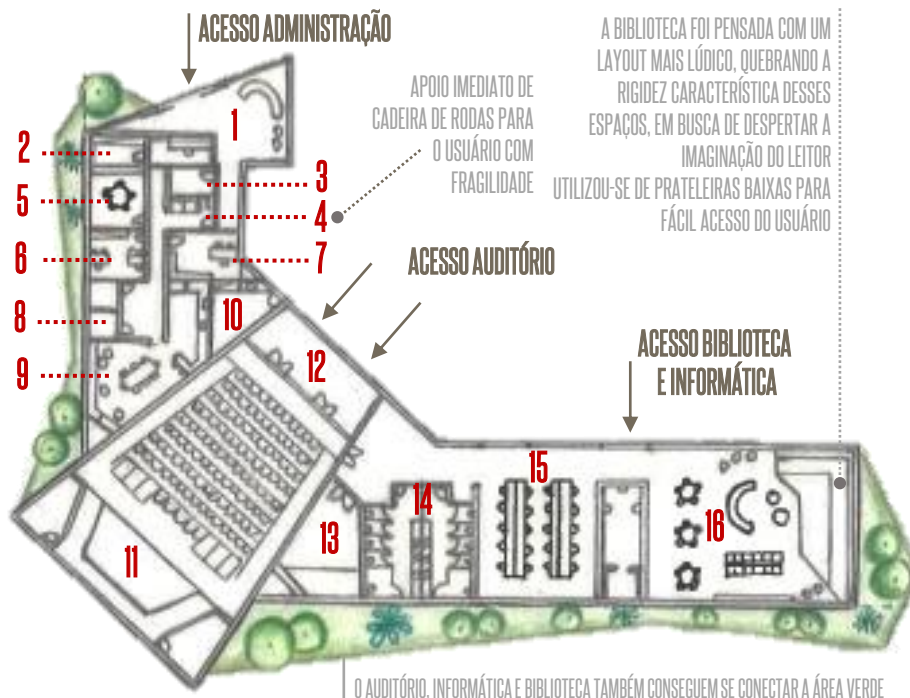 ACESSO ADMINISTRAÇÃO
A BIBLIOTECA FOI PENSADA COM UM
LAYOUT MAIS LÚDICO, QUEBRANDO A
RIGIDEZ CARACTERÍSTICA DESSES
ESPAÇOS, EM BUSCA DE DESPERTAR A
IMAGINAÇÃO DO LEITOR
UTILIZOU-SE DE PRATELEIRAS BAIXAS PARA
FÁCIL ACESSO DO USUÁRIO
APOIO IMEDIATO DE
CADEIRA DE RODAS PARA
O USUÁRIO COM
FRAGILIDADE
1
2
3
5
4
6
7
ACESSO AUDITÓRIO
8
10
9
12
ACESSO BIBLIOTECA
E INFORMÁTICA
15
14
16
13
11
O AUDITÓRIO, INFORMÁTICA E BIBLIOTECA TAMBÉM CONSEGUEM SE CONECTAR A ÁREA VERDE